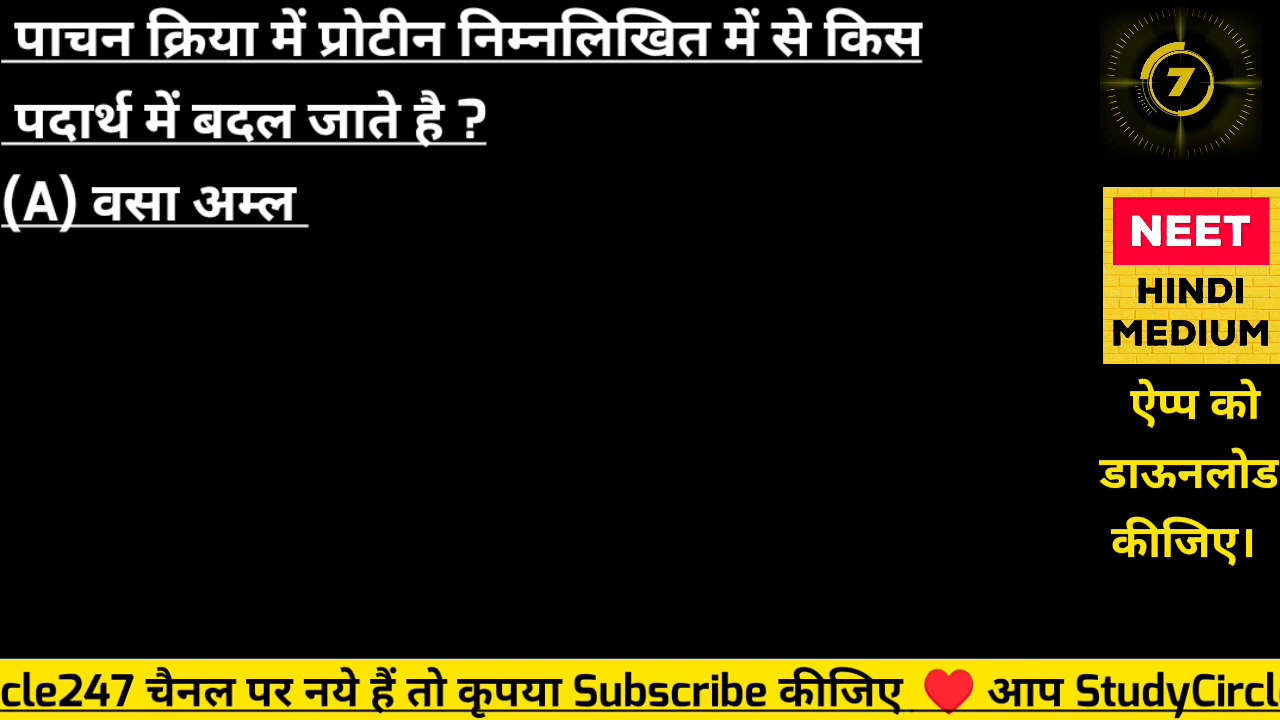 पाचन क्रिया में प्रोटीन निम्नलिखित में से किस
पदार्थ में बदल जाते है ?
(A) वसा अम्ल
7
NEET
HINDI
MEDIUM
ऐप्प को
डाऊनलोड
कीजिए।
cle247 चैनल पर नये हैं तो कृपया Subscribe कीजिए ❤️ आप StudyCircl